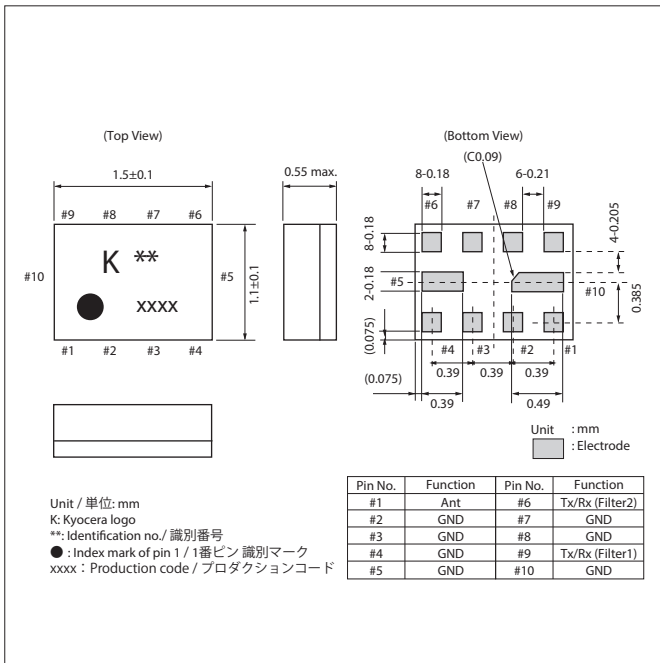 (Top View)
1.5±0.1
0.55 max.
#9 #8 #7 #6
#10
K **
xxxx
#5
1.1±0.1
#1 #2 #3 #4
(Bottom View)
(C0.09)
8-0.18
6-0.21
#6 #7 #8 #9
8-0.18
4-0.205
2-0.18
#5
#10
0.385
(0.075)
#4 #3 #2 #1
(0.075)
0.39 0.39 0.39
0.39
0.49
Unit : mm
: Electrode
Unit / 単位: mm
K: Kyocera logo
**: Identification no./ 識別番号
● : Index mark of pin 1 / 1番ピン 識別マーク
xxxx : Production code / プロダクションコード
Pin No. Function Pin No. Function
#1 Ant #6 Tx/Rx (Filter2)
#2 GND #7 GND
#3 GND #8 GND
#4 GND #9 Tx/Rx (Filter1)
#5 GND #10 GND